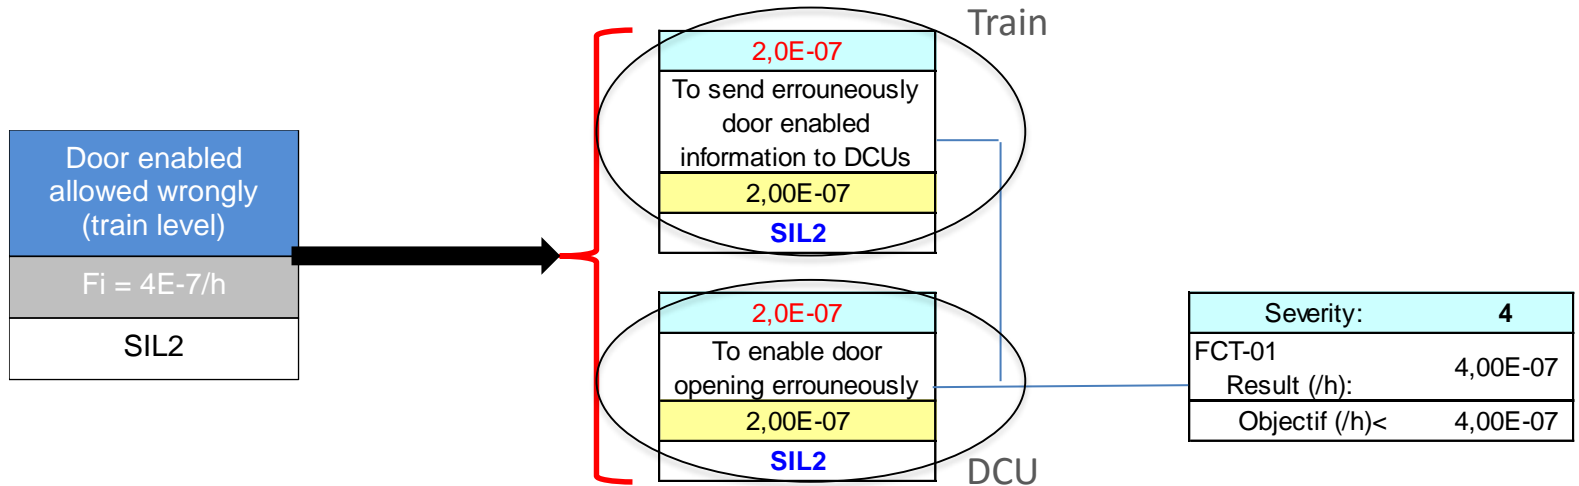 Train
2,0E-07
To send errouneously
door enabled
information to DCUs
2,00E-07
SIL2
Door enabled
allowed wrongly
(train level)
Fi = 4E-7/h
SIL2
2,0E-07
To enable door
opening errouneously
2,00E-07
SIL2
DCU
Severity: 4
FCT-01
Result (/h): 4,00E-07
Objectif (/h)< 4,00E-07